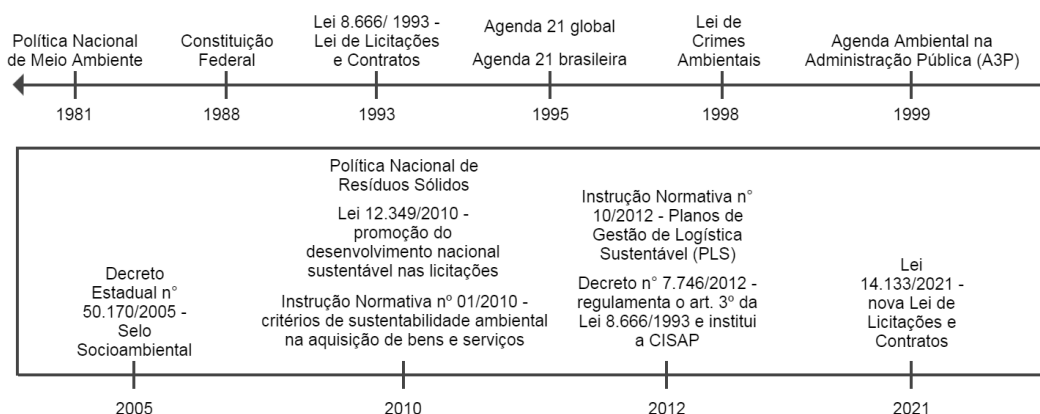 Política Nacional
de Meio Ambiente
1981
Constituição
Federal
1988
Lei 8.666/ 1993 -
Lei de Licitações
e Contratos
1993
Agenda 21 global
Agenda 21 brasileira
1995
Lei de
Crimes
Ambientais
1998
Agenda Ambiental na
Administração Pública (A3P)
1999
Decreto
Estadual n°
50.170/2005 -
Selo
Socioambiental
2005
Política Nacional de
Resíduos Sólidos
Lei 12.349/2010 -
promoção do
desenvolvimento nacional
sustentável nas licitações
Instrução Normativa nº 01/2010 -
critérios de sustentabilidade ambiental
na aquisição de bens e serviços
2010
Instrução Normativa n°
10/2012 - Planos de
Gestão de Logística
Sustentável (PLS)
Decreto n° 7.746/2012 -
regulamenta o art. 3º da
Lei 8.666/1993 e institui
a CISAP
2012
Lei
14.133/2021 -
nova Lei de
Licitações e
Contratos
2021